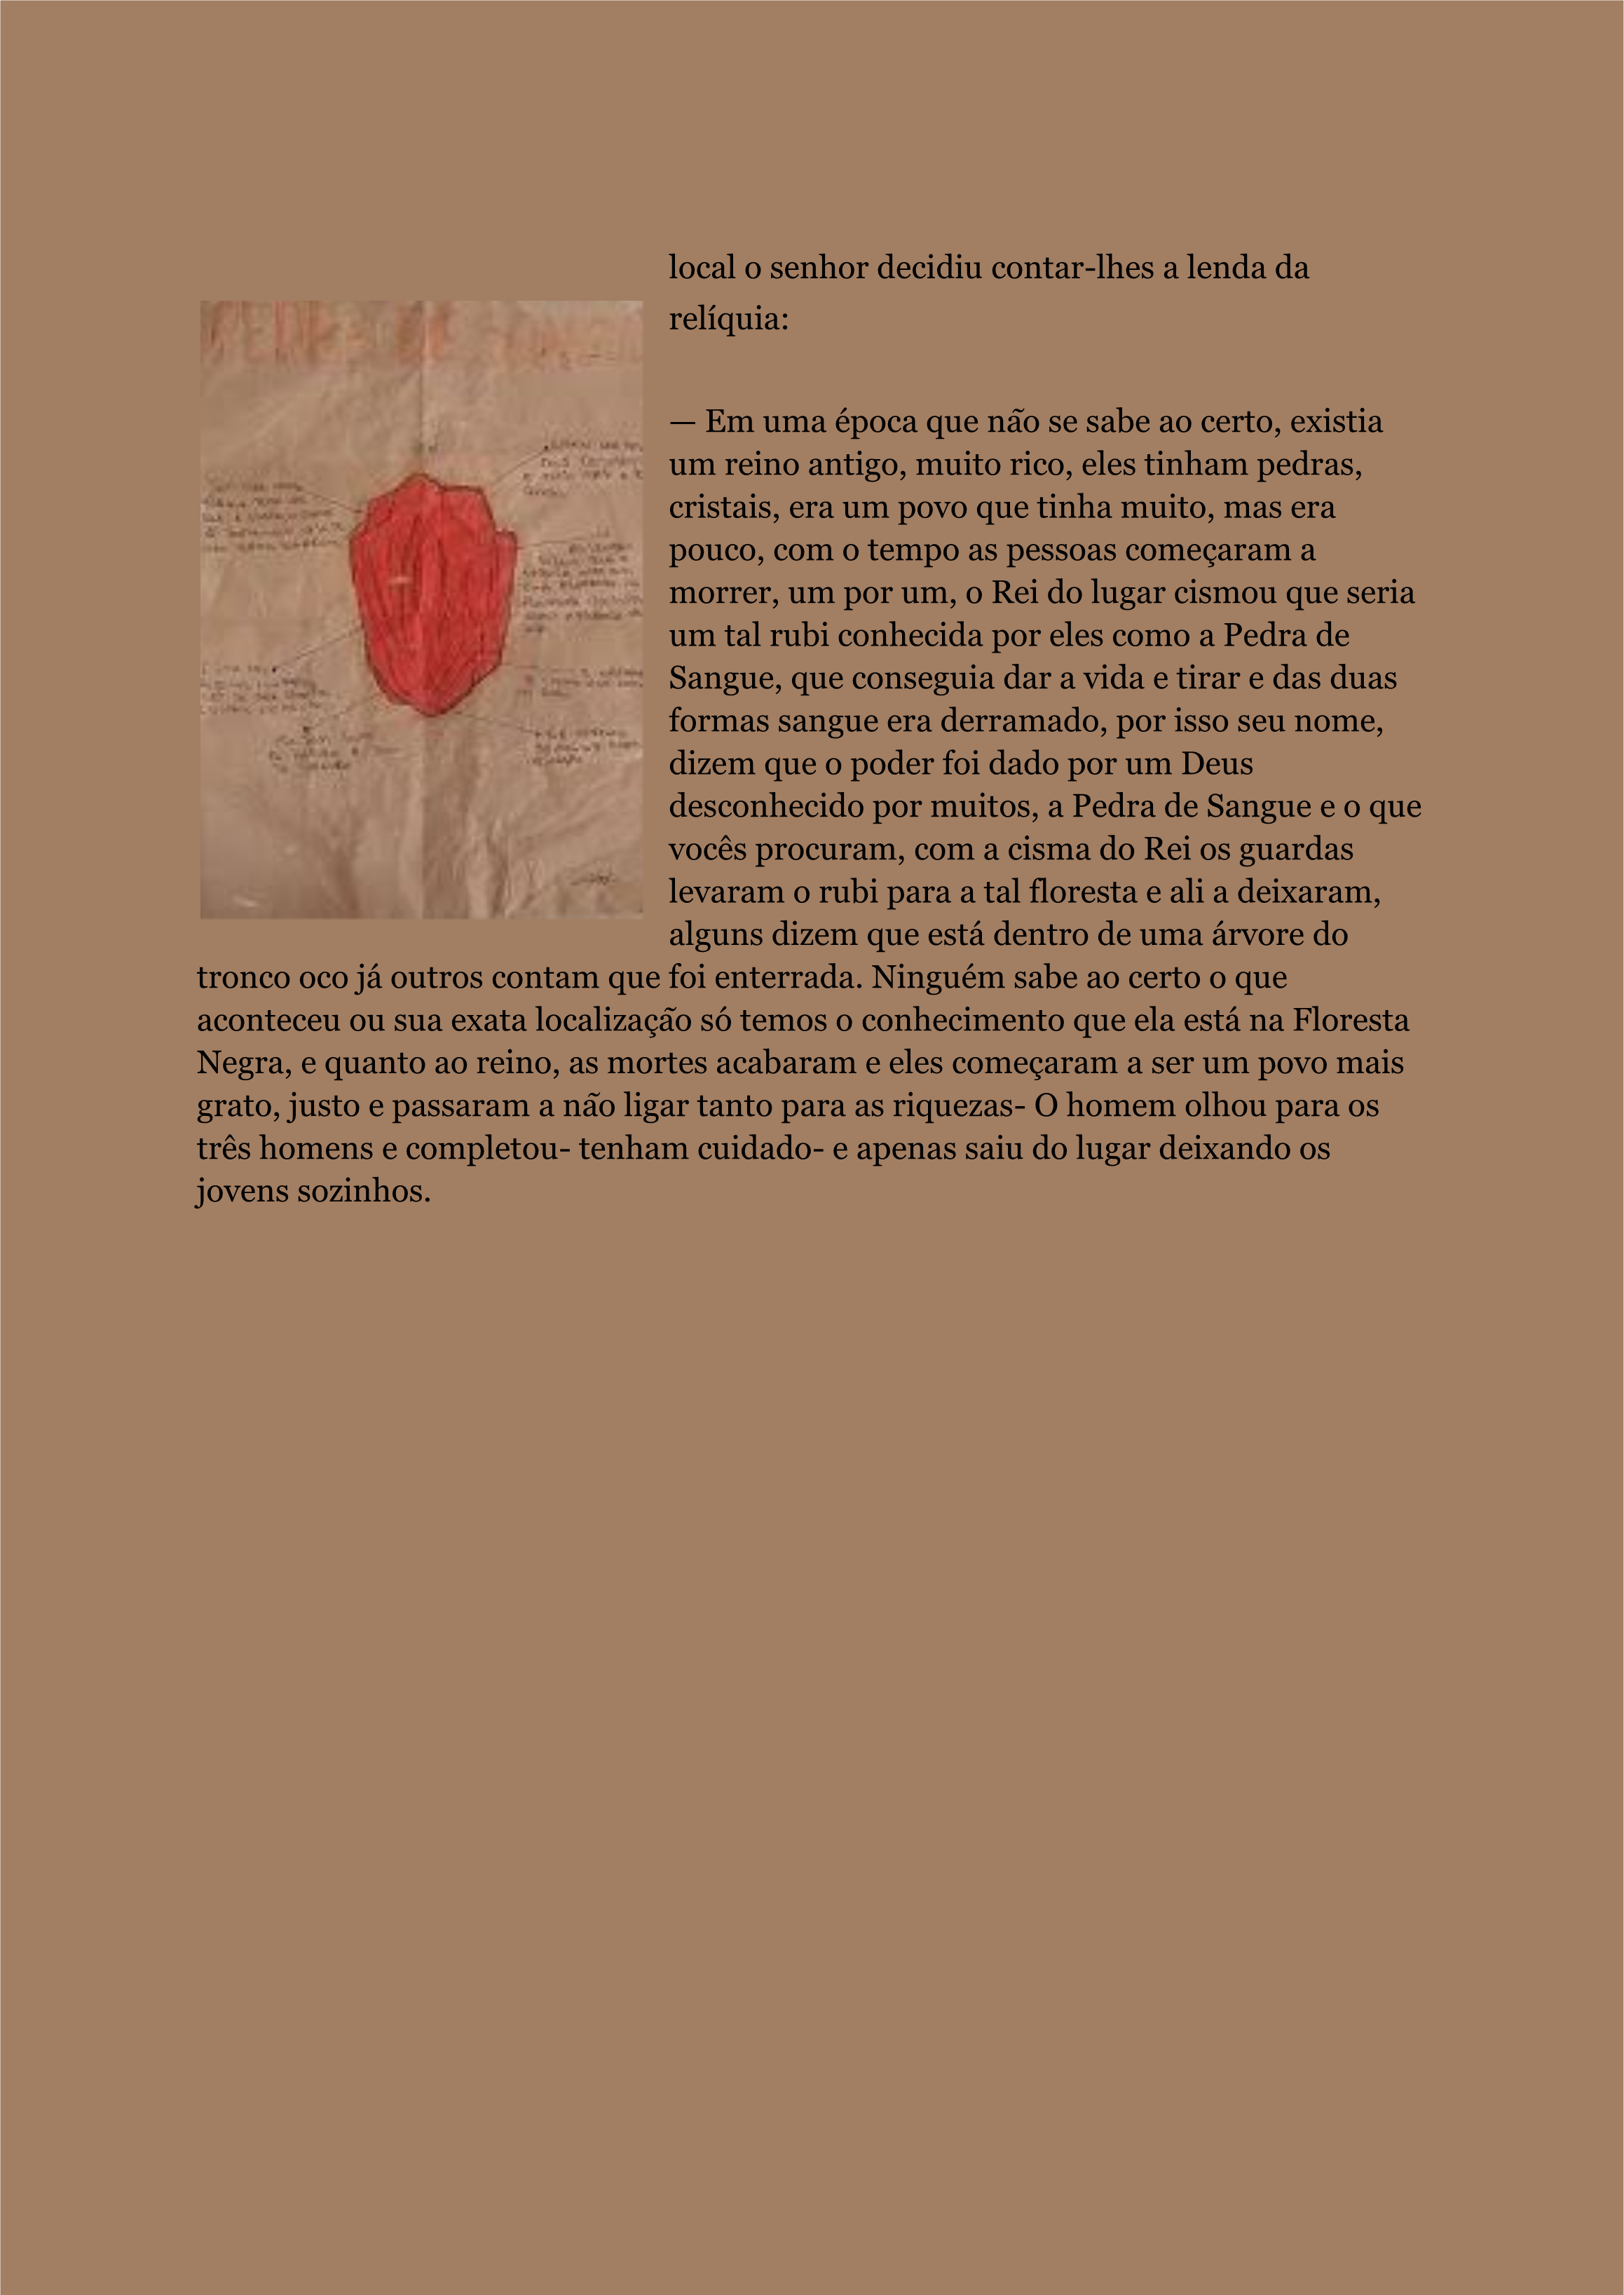 local o senhor decidiu contar-lhes a lenda da
relíquia:
— Em uma época que não se sabe ao certo, existia
um reino antigo, muito rico, eles tinham pedras,
cristais, era um povo que tinha muito, mas era
pouco, com o tempo as pessoas começaram a
morrer, um por um, o Rei do lugar cismou que seria
um tal rubi conhecida por eles como a Pedra de
Sangue, que conseguia dar a vida e tirar e das duas
formas sangue era derramado, por isso seu nome,
dizem que o poder foi dado por um Deus
desconhecido por muitos, a Pedra de Sangue e o que
vocês procuram, com a cisma do Rei os guardas
levaram o rubi para a tal floresta e ali a deixaram,
alguns dizem que está dentro de uma árvore do
tronco oco já outros contam que foi enterrada. Ninguém sabe ao certo o que
aconteceu ou sua exata localização só temos o conhecimento que ela está na Floresta
Negra, e quanto ao reino, as mortes acabaram e eles começaram a ser um povo mais
grato, justo e passaram a não ligar tanto para as riquezas- O homem olhou para os
três homens e completou- tenham cuidado- e apenas saiu do lugar deixando os
jovens sozinhos.